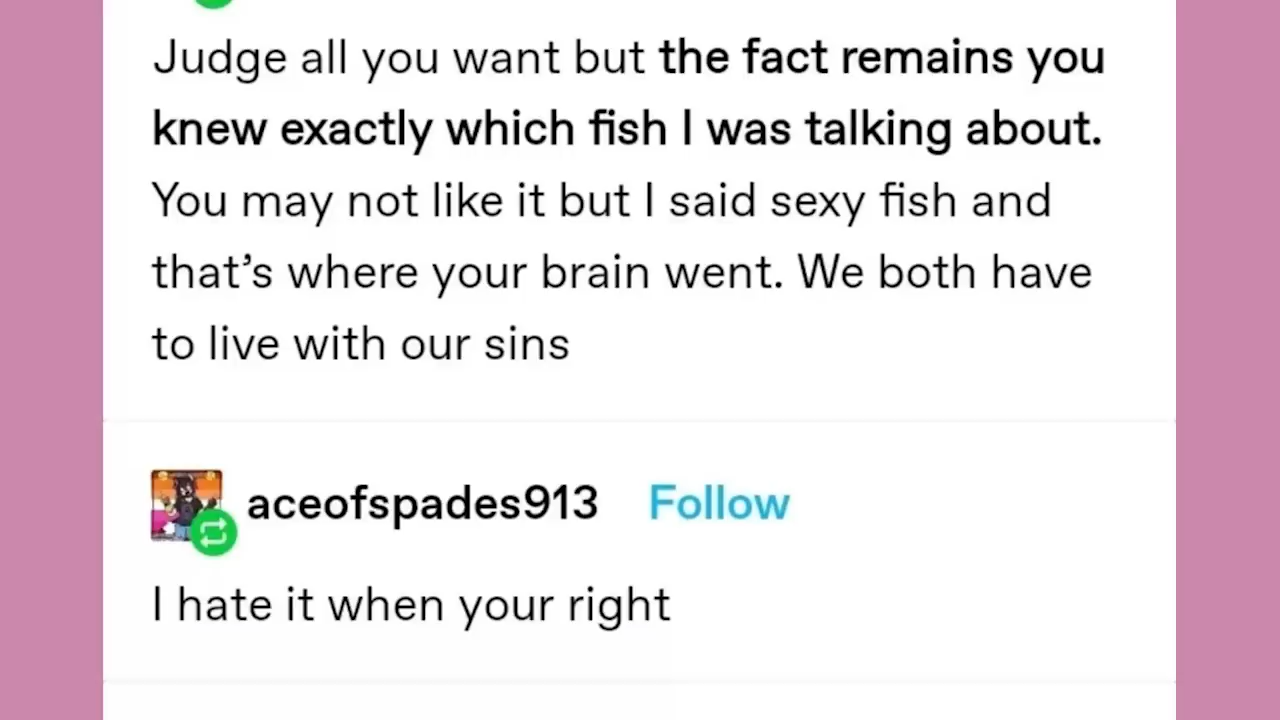 Judge all you want but the fact remains you
knew exactly which fish I was talking about.
You may not like it but I said sexy fish and
that's where your brain went. We both have
to live with our sins
aceofspades913 Follow
I hate it when your right